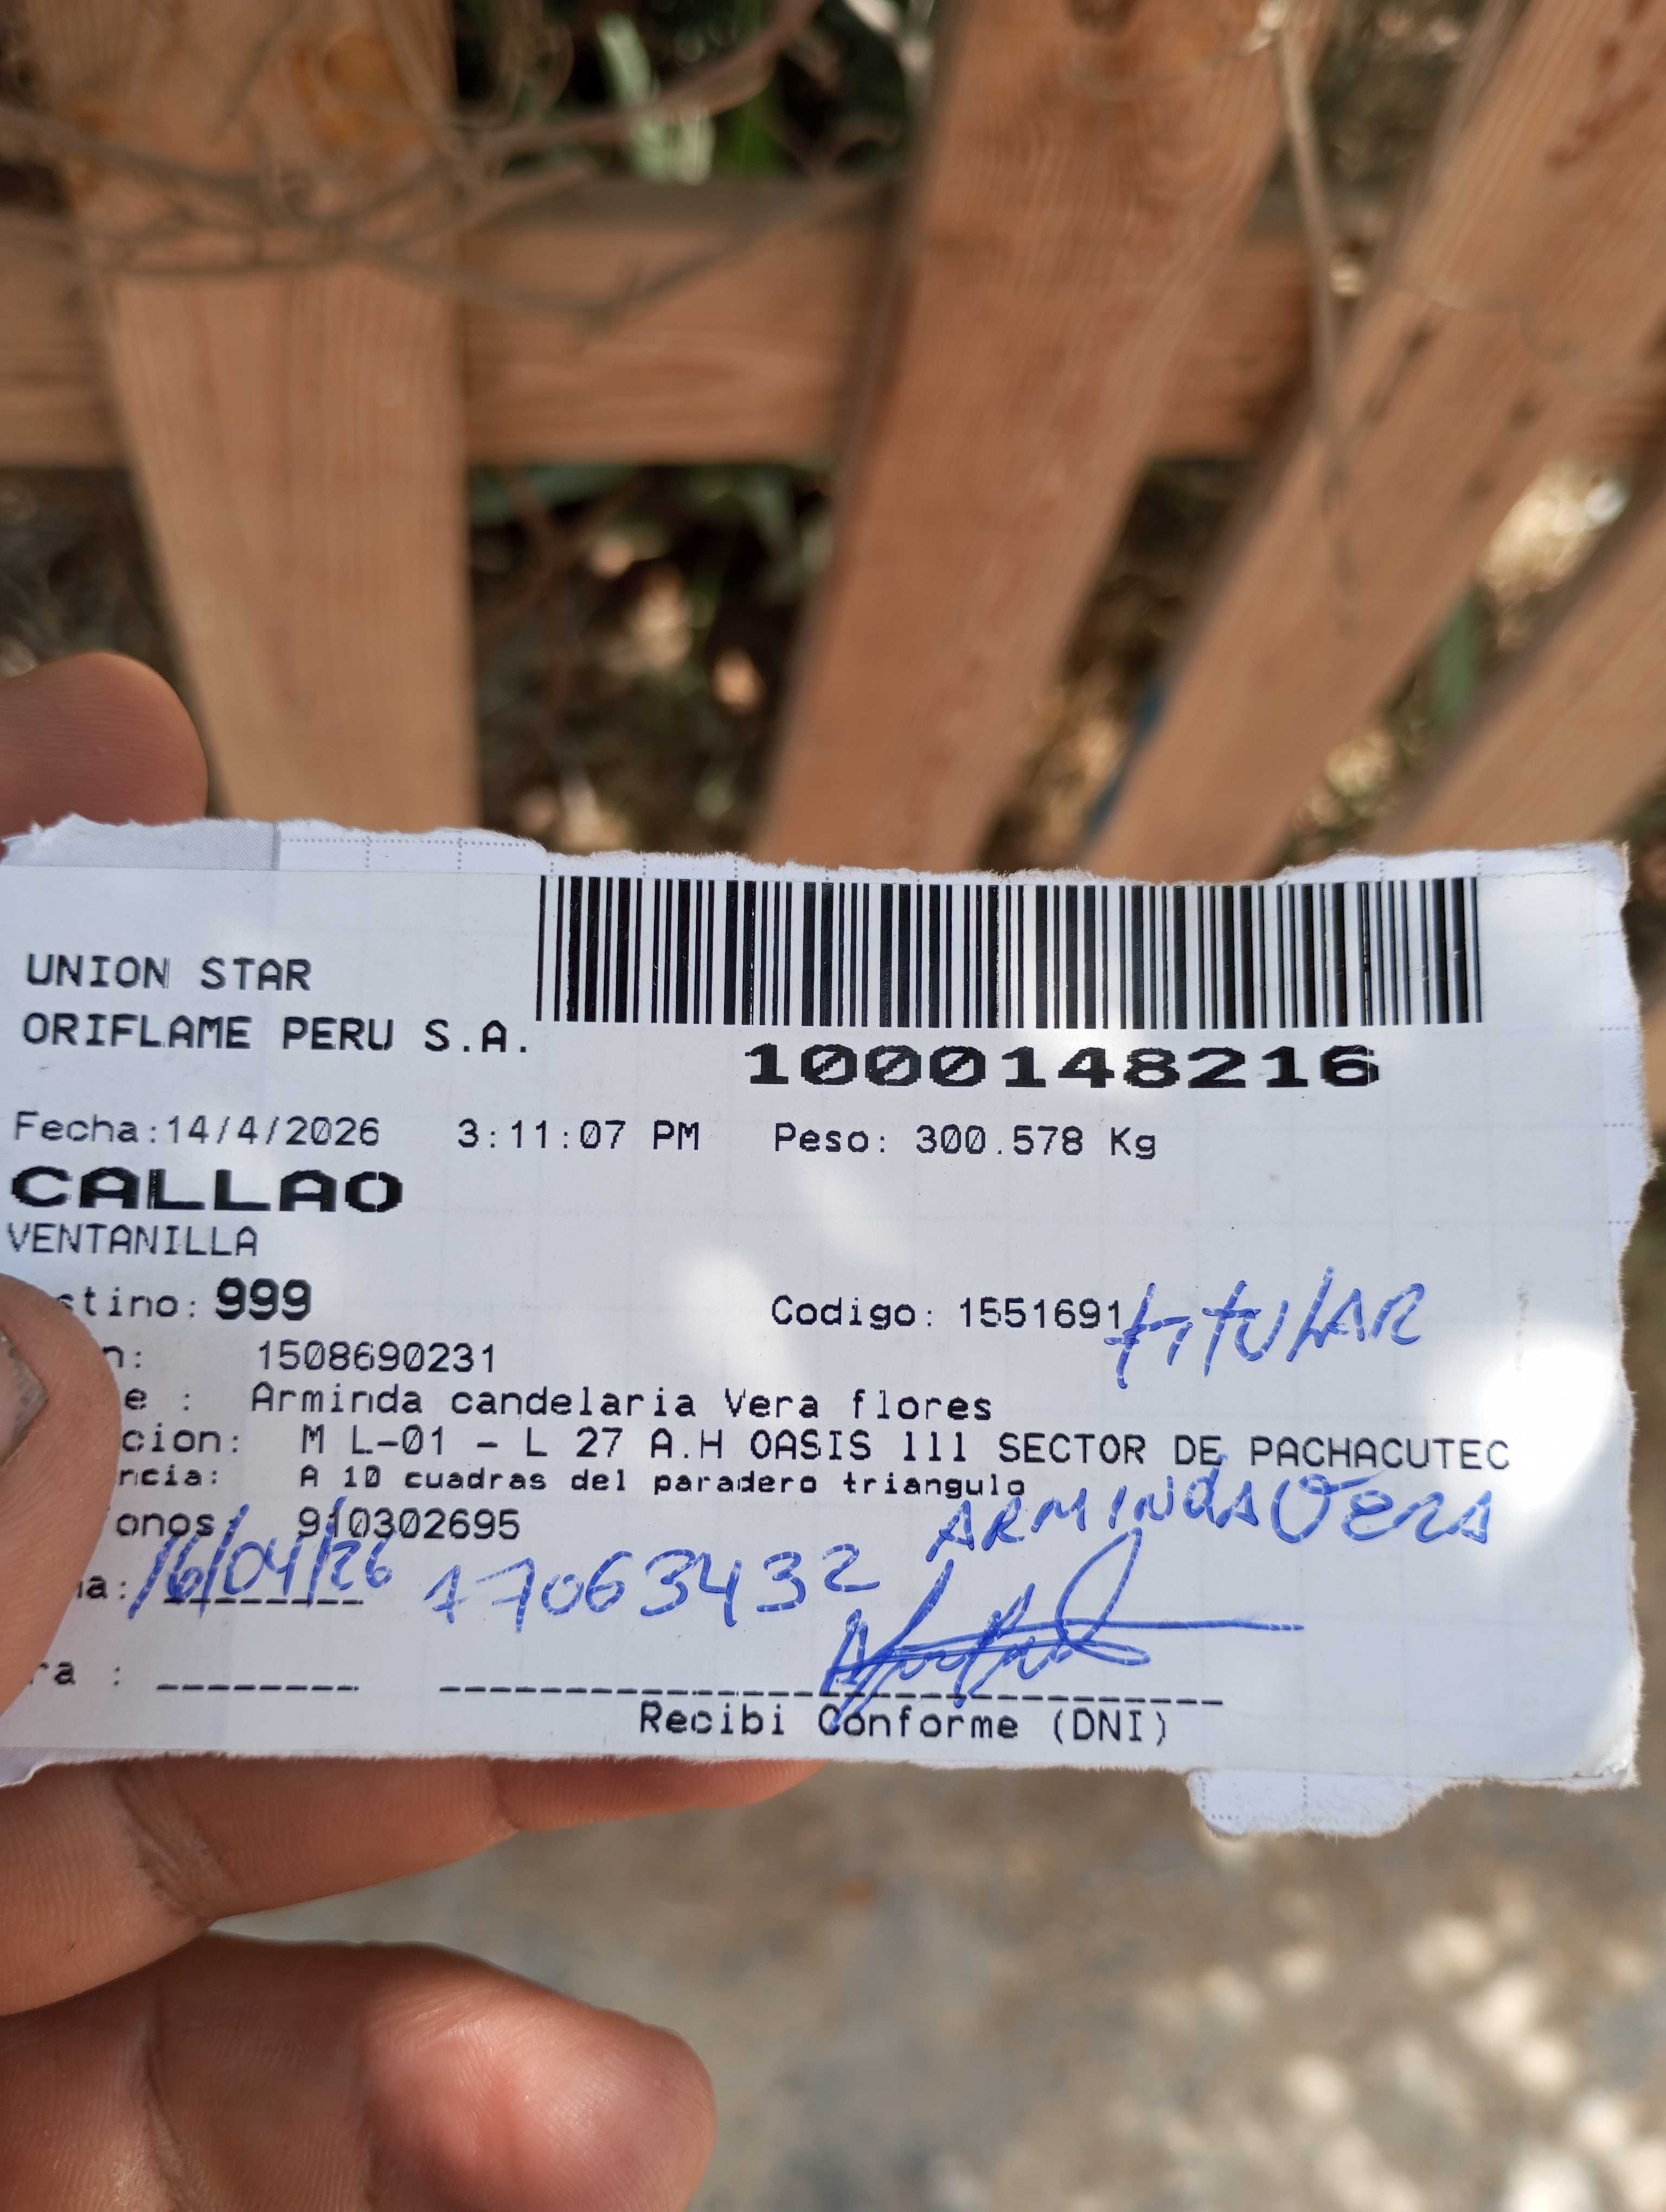 UNION STAR
ORIFLAME PERU S.A.
1000148216
Fecha:14/4/2026 3:11:07 PM Peso: 300.578 Kg
CALLAO
VENTANILLA
stino: 999 Codigo: 1551691 titULAR
n: 1508690231
e : Arminda candelaria Vera flores
cion: M L-01 - L 27 A.H OASIS 111 SECTOR DE PACHACUTEC
ncia: A 10 cuadras del paradero triangulo
onos: 910302695 ARMINdA VERA
a: 16/04/26 77063432
ra :
Recibi Conforme (DNI)